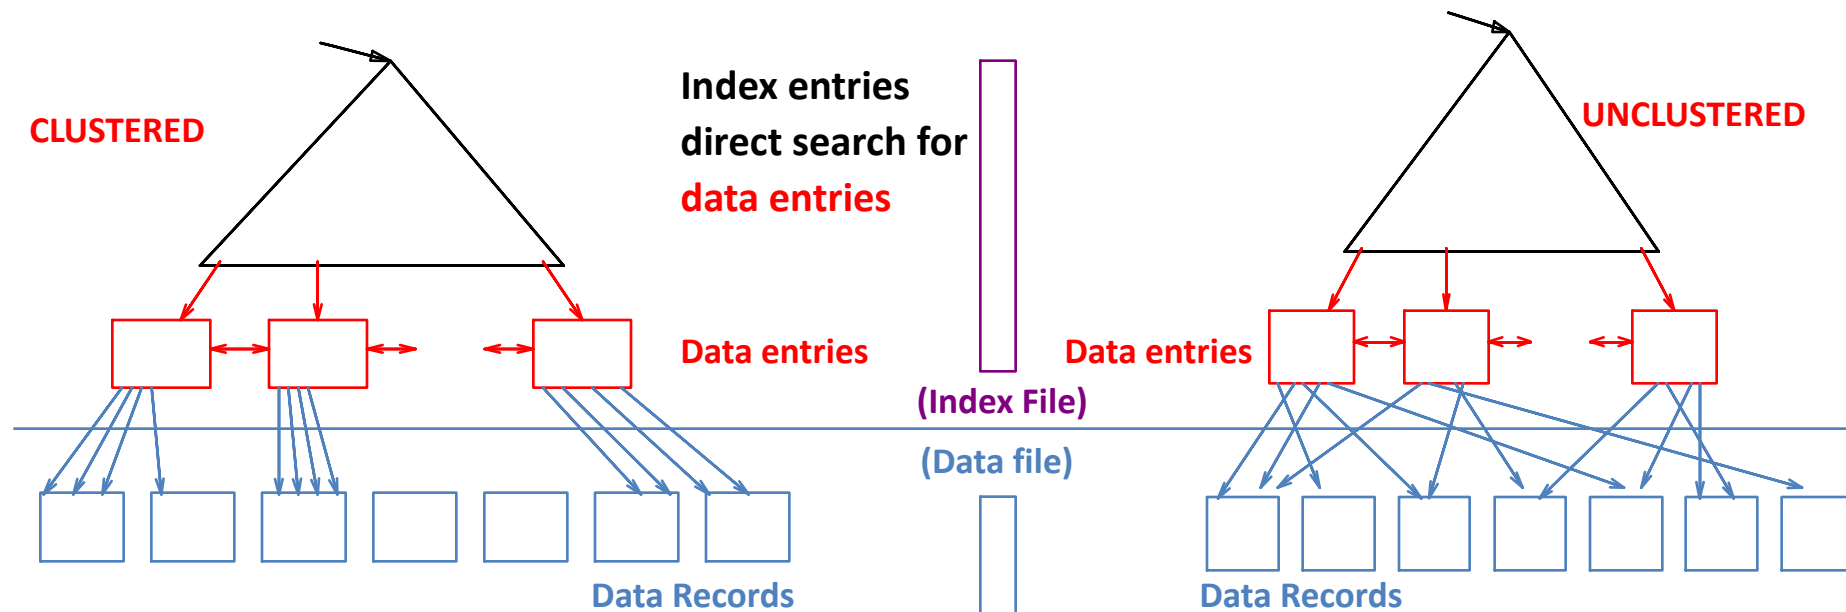 CLUSTERED
Index entries
direct search for
data entries
UNCLUSTERED
Data entries
Data entries
(Index File)
(Data file)
Data Records
Data Records